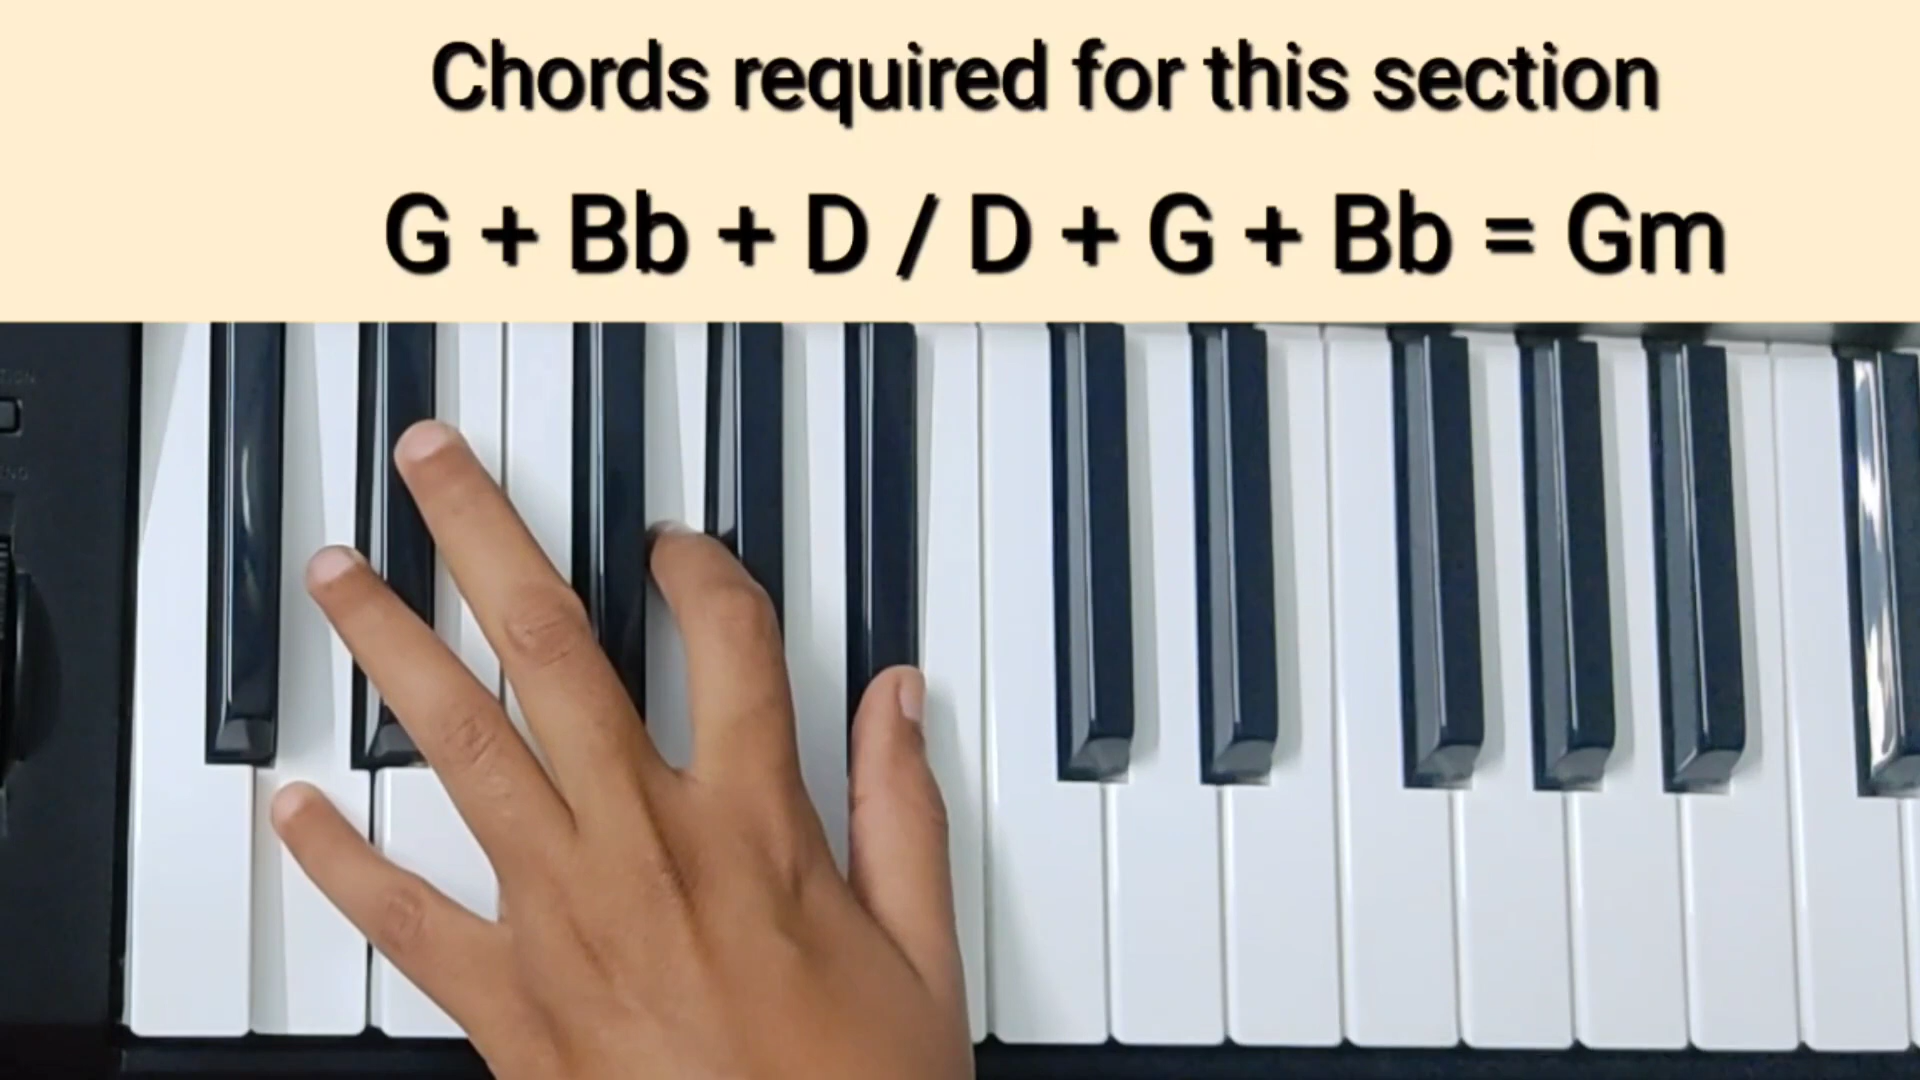 Chords required for this section
G + Bb + D / D + G + Bb = Gm